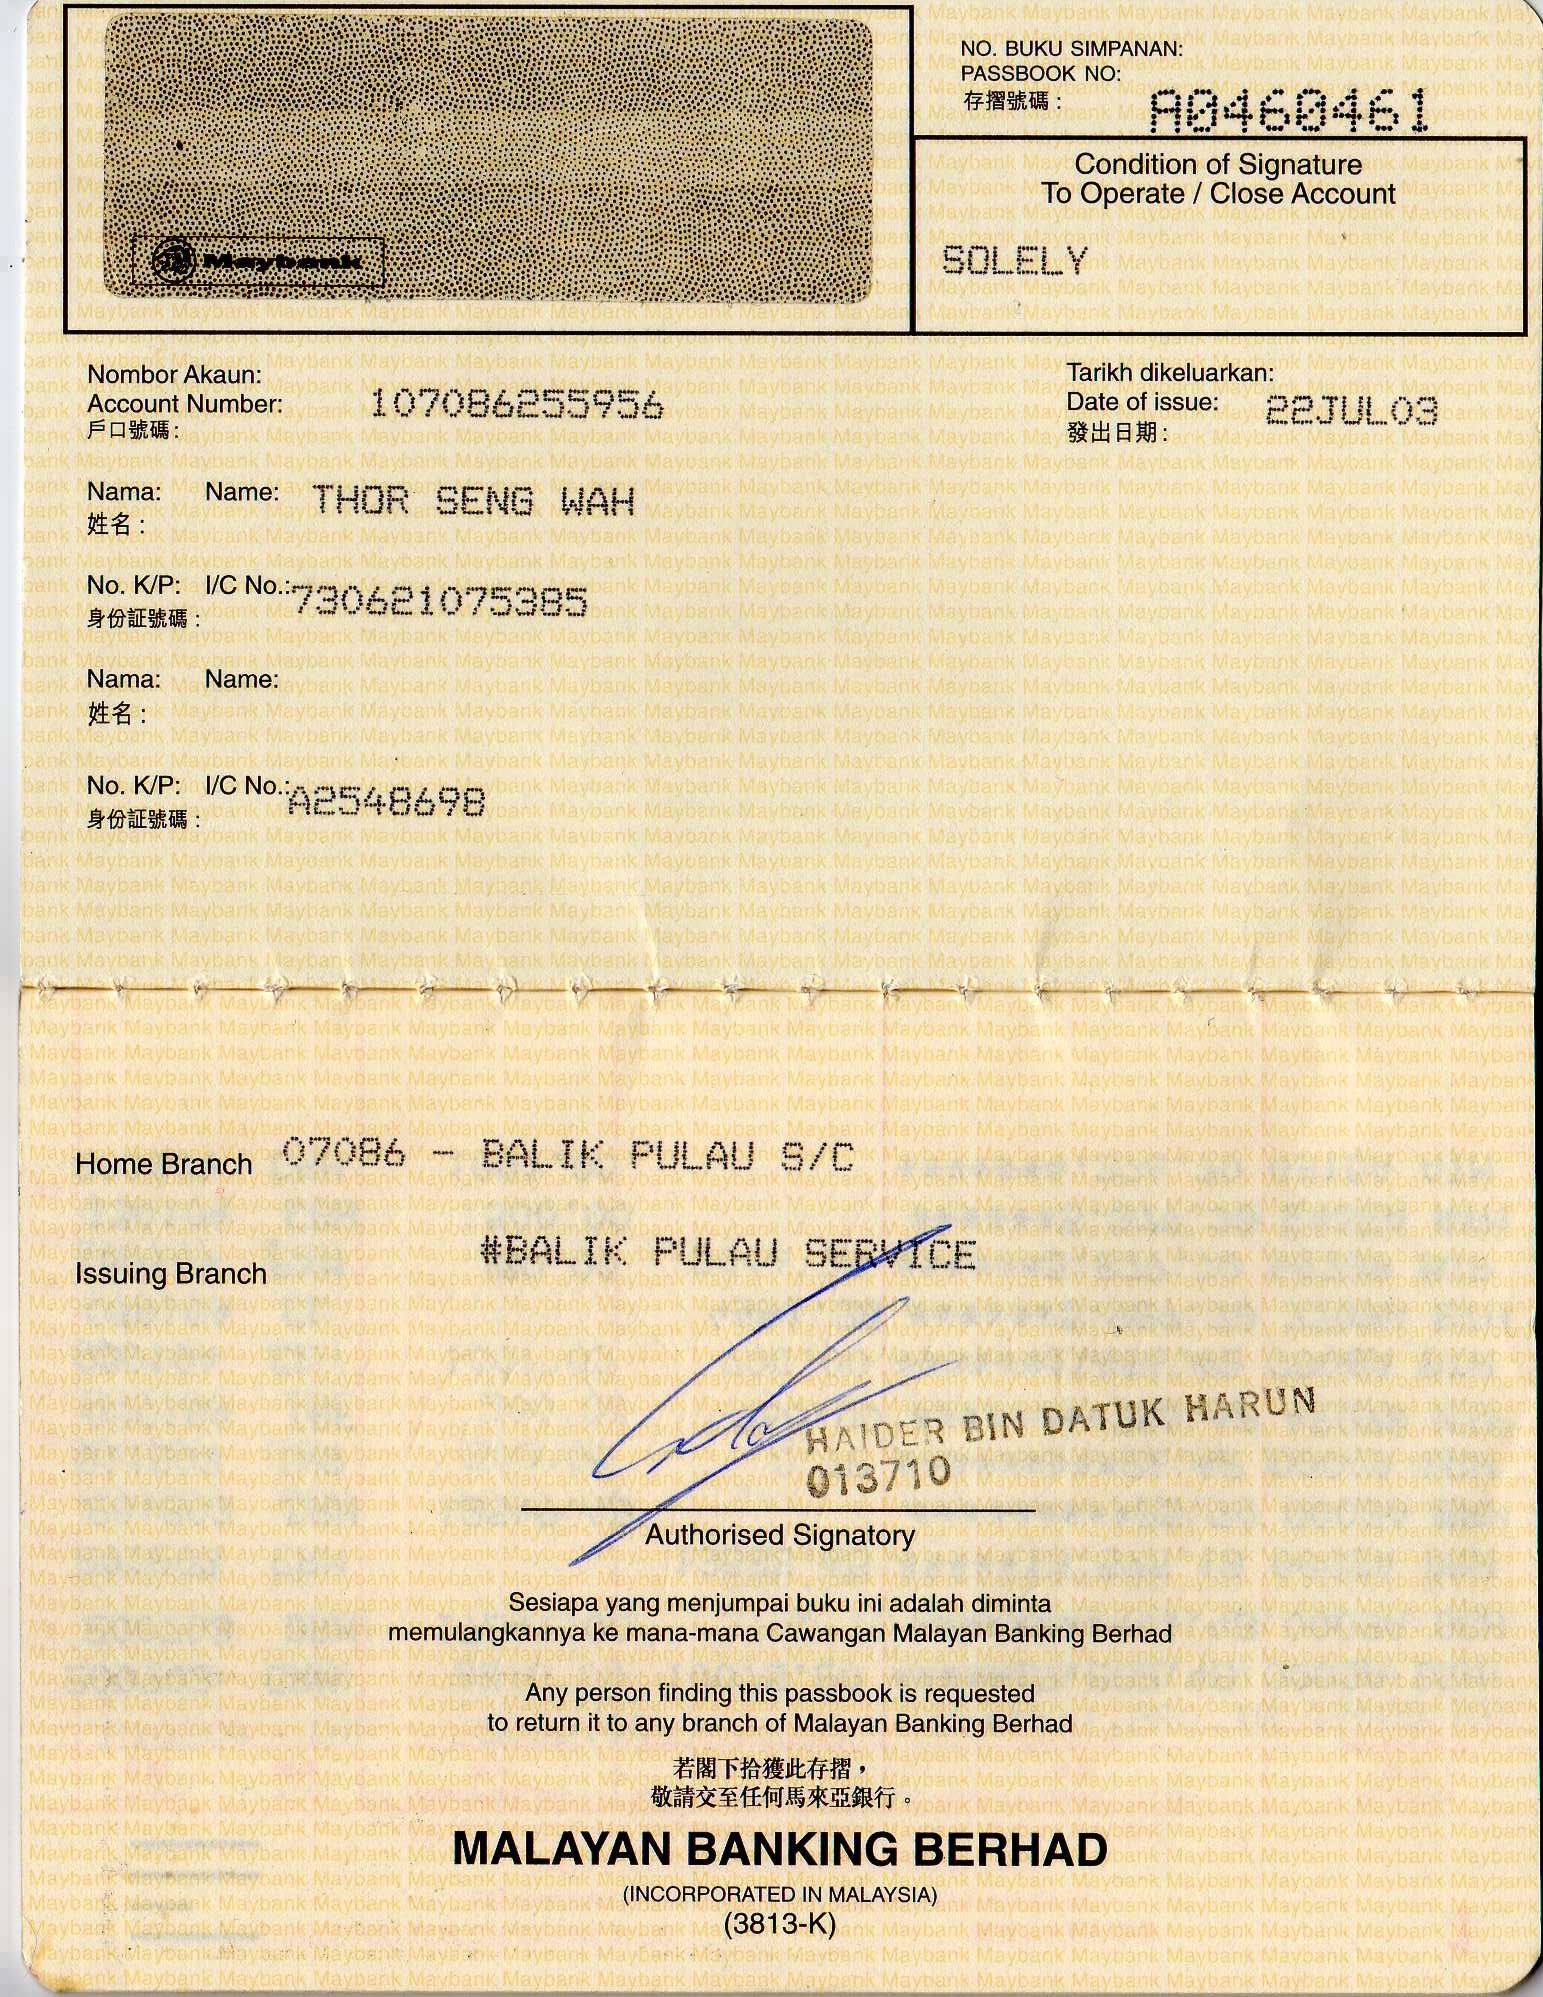 NO. BUKU SIMPANAN:
PASSBOOK NO:
存摺號碼 : A0460461
Condition of Signature
To Operate / Close Account
SOLELY
Maybank
Nombor Akaun:
Account Number: 107086255956
戶口號碼 :
Tarikh dikeluarkan:
Date of issue: 22JUL03
發出日期 :
Nama: Name: THOR SENG WAH
姓名 :
No. K/P: I/C No.: 730621075385
身份証號碼 :
Nama: Name:
姓名 :
No. K/P: I/C No.: A2548698
身份証號碼 :
Home Branch 07086 - BALIK PULAU S/C
Issuing Branch #BALIK PULAU SERVICE
HAIDER BIN DATUK HARUN
013710
Authorised Signatory
Sesiapa yang menjumpai buku ini adalah diminta
memulangkannya ke mana-mana Cawangan Malayan Banking Berhad
Any person finding this passbook is requested
to return it to any branch of Malayan Banking Berhad
若閣下拾獲此存摺，
敬請交至任何馬來亞銀行。
MALAYAN BANKING BERHAD
(INCORPORATED IN MALAYSIA)
(3813-K)